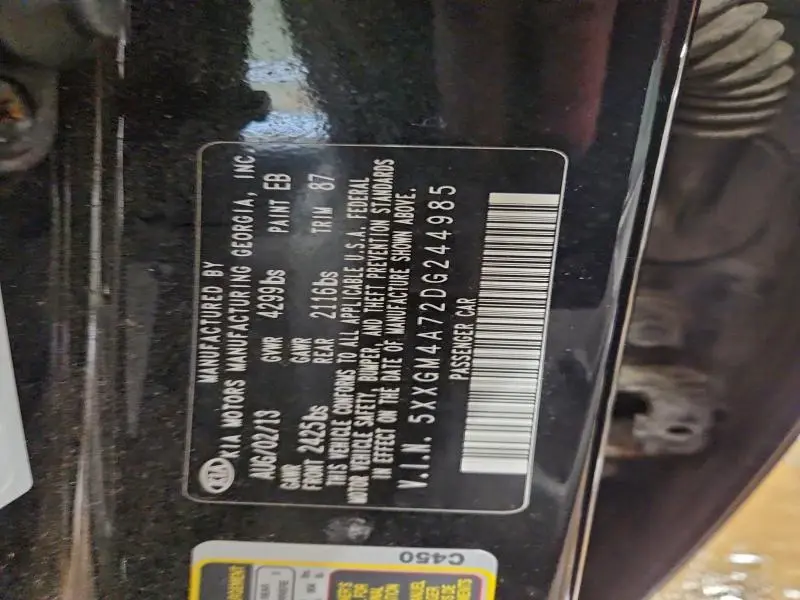 KIA
MANUFACTURED BY
KIA MOTORS MANUFACTURING GEORGIA, INC.
AUG/02/13 GWR 4299lbs PAINT EB
GAWR FRONT 2425lbs GAWR REAR 2116lbs TRIM 87
THIS VEHICLE CONFORMS TO ALL APPLICABLE U.S.A. FEDERAL
MOTOR VEHICLE SAFETY, BUMPER, AND THEFT PREVENTION STANDARDS
IN EFFECT ON THE DATE OF MANUFACTURE SHOWN ABOVE.
V.I.N. 5XXGM4A72DG244985
PASSENGER CAR
C450